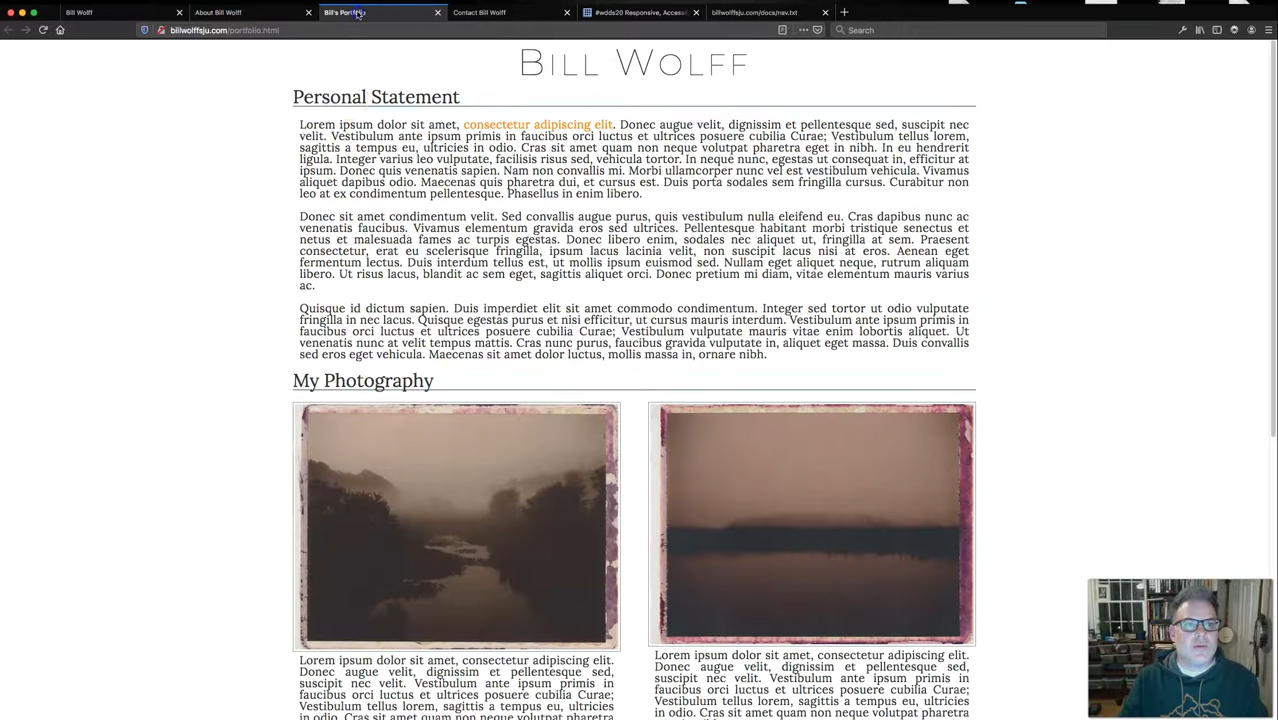 Bill Wolff
About Bill Wolff
Bill's Portfolio
Contact Bill Wolff
#wdds20 Responsive, Accessi
billwolffsju.com/docs/nav.txt
billwolffsju.com/portfolio.html
Search
BILL WOLFF
Personal Statement
Lorem ipsum dolor sit amet, consectetur adipiscing elit. Donec augue velit, dignissim et pellentesque sed, suscipit nec
velit. Vestibulum ante ipsum primis in faucibus orci luctus et ultrices posuere cubilia Curae; Vestibulum tellus lorem,
sagittis a tempus eu, ultricies in odio. Cras sit amet quam non neque volutpat pharetra eget in nibh. In eu hendrerit
ligula. Integer varius leo vulputate, facilisis risus sed, vehicula tortor. In neque nunc, egestas ut consequat in, efficitur at
ipsum. Donec quis venenatis sapien. Nam non convallis mi. Morbi ullamcorper nunc vel est vestibulum vehicula. Vivamus
aliquet dapibus odio. Maecenas quis pharetra dui, et cursus est. Duis porta sodales sem fringilla cursus. Curabitur non
leo at ex condimentum pellentesque. Phasellus in enim libero.
Donec sit amet condimentum velit. Sed convallis augue purus, quis vestibulum nulla eleifend eu. Cras dapibus nunc ac
venenatis faucibus. Vivamus elementum gravida eros sed ultrices. Pellentesque habitant morbi tristique senectus et
netus et malesuada fames ac turpis egestas. Donec libero enim, sodales nec aliquet ut, fringilla at sem. Praesent
consectetur, erat eu scelerisque fringilla, ipsum lacus lacinia velit, non suscipit lacus nisi at eros. Aenean eget
fermentum lectus. Duis interdum tellus est, ut mollis ipsum euismod sed. Nullam eget aliquet neque, rutrum aliquam
libero. Ut risus lacus, blandit ac sem eget, sagittis aliquet orci. Donec pretium mi diam, vitae elementum mauris varius
ac.
Quisque id dictum sapien. Duis imperdiet elit sit amet commodo condimentum. Integer sed tortor ut odio vulputate
fringilla in nec lacus. Quisque egestas purus et nisi efficitur, ut cursus mauris interdum. Vestibulum ante ipsum primis in
faucibus orci luctus et ultrices posuere cubilia Curae; Vestibulum vulputate mauris vitae enim lobortis aliquet. Ut
venenatis nunc at velit tempus mattis. Cras nunc purus, faucibus gravida vulputate in, aliquet eget massa. Duis convallis
sed eros eget vehicula. Maecenas sit amet dolor luctus, mollis massa in, ornare nibh.
My Photography
Lorem ipsum dolor sit amet, consectetur adipiscing elit.
Donec augue velit, dignissim et pellentesque sed,
suscipit nec velit. Vestibulum ante ipsum primis in
faucibus orci luctus et ultrices posuere cubilia Curae;
Vestibulum tellus lorem, sagittis a tempus eu, ultricies
in odio. Cras sit amet quam non neque volutpat pharetra
Lorem ipsum dolor sit amet, consectetur adipiscing elit.
Donec augue velit, dignissim et pellentesque sed,
suscipit nec velit. Vestibulum ante ipsum primis in
faucibus orci luctus et ultrices posuere cubilia Curae;
Vestibulum tellus lorem, sagittis a tempus eu, ultricies
in odio. Cras sit amet quam non neque volutpat